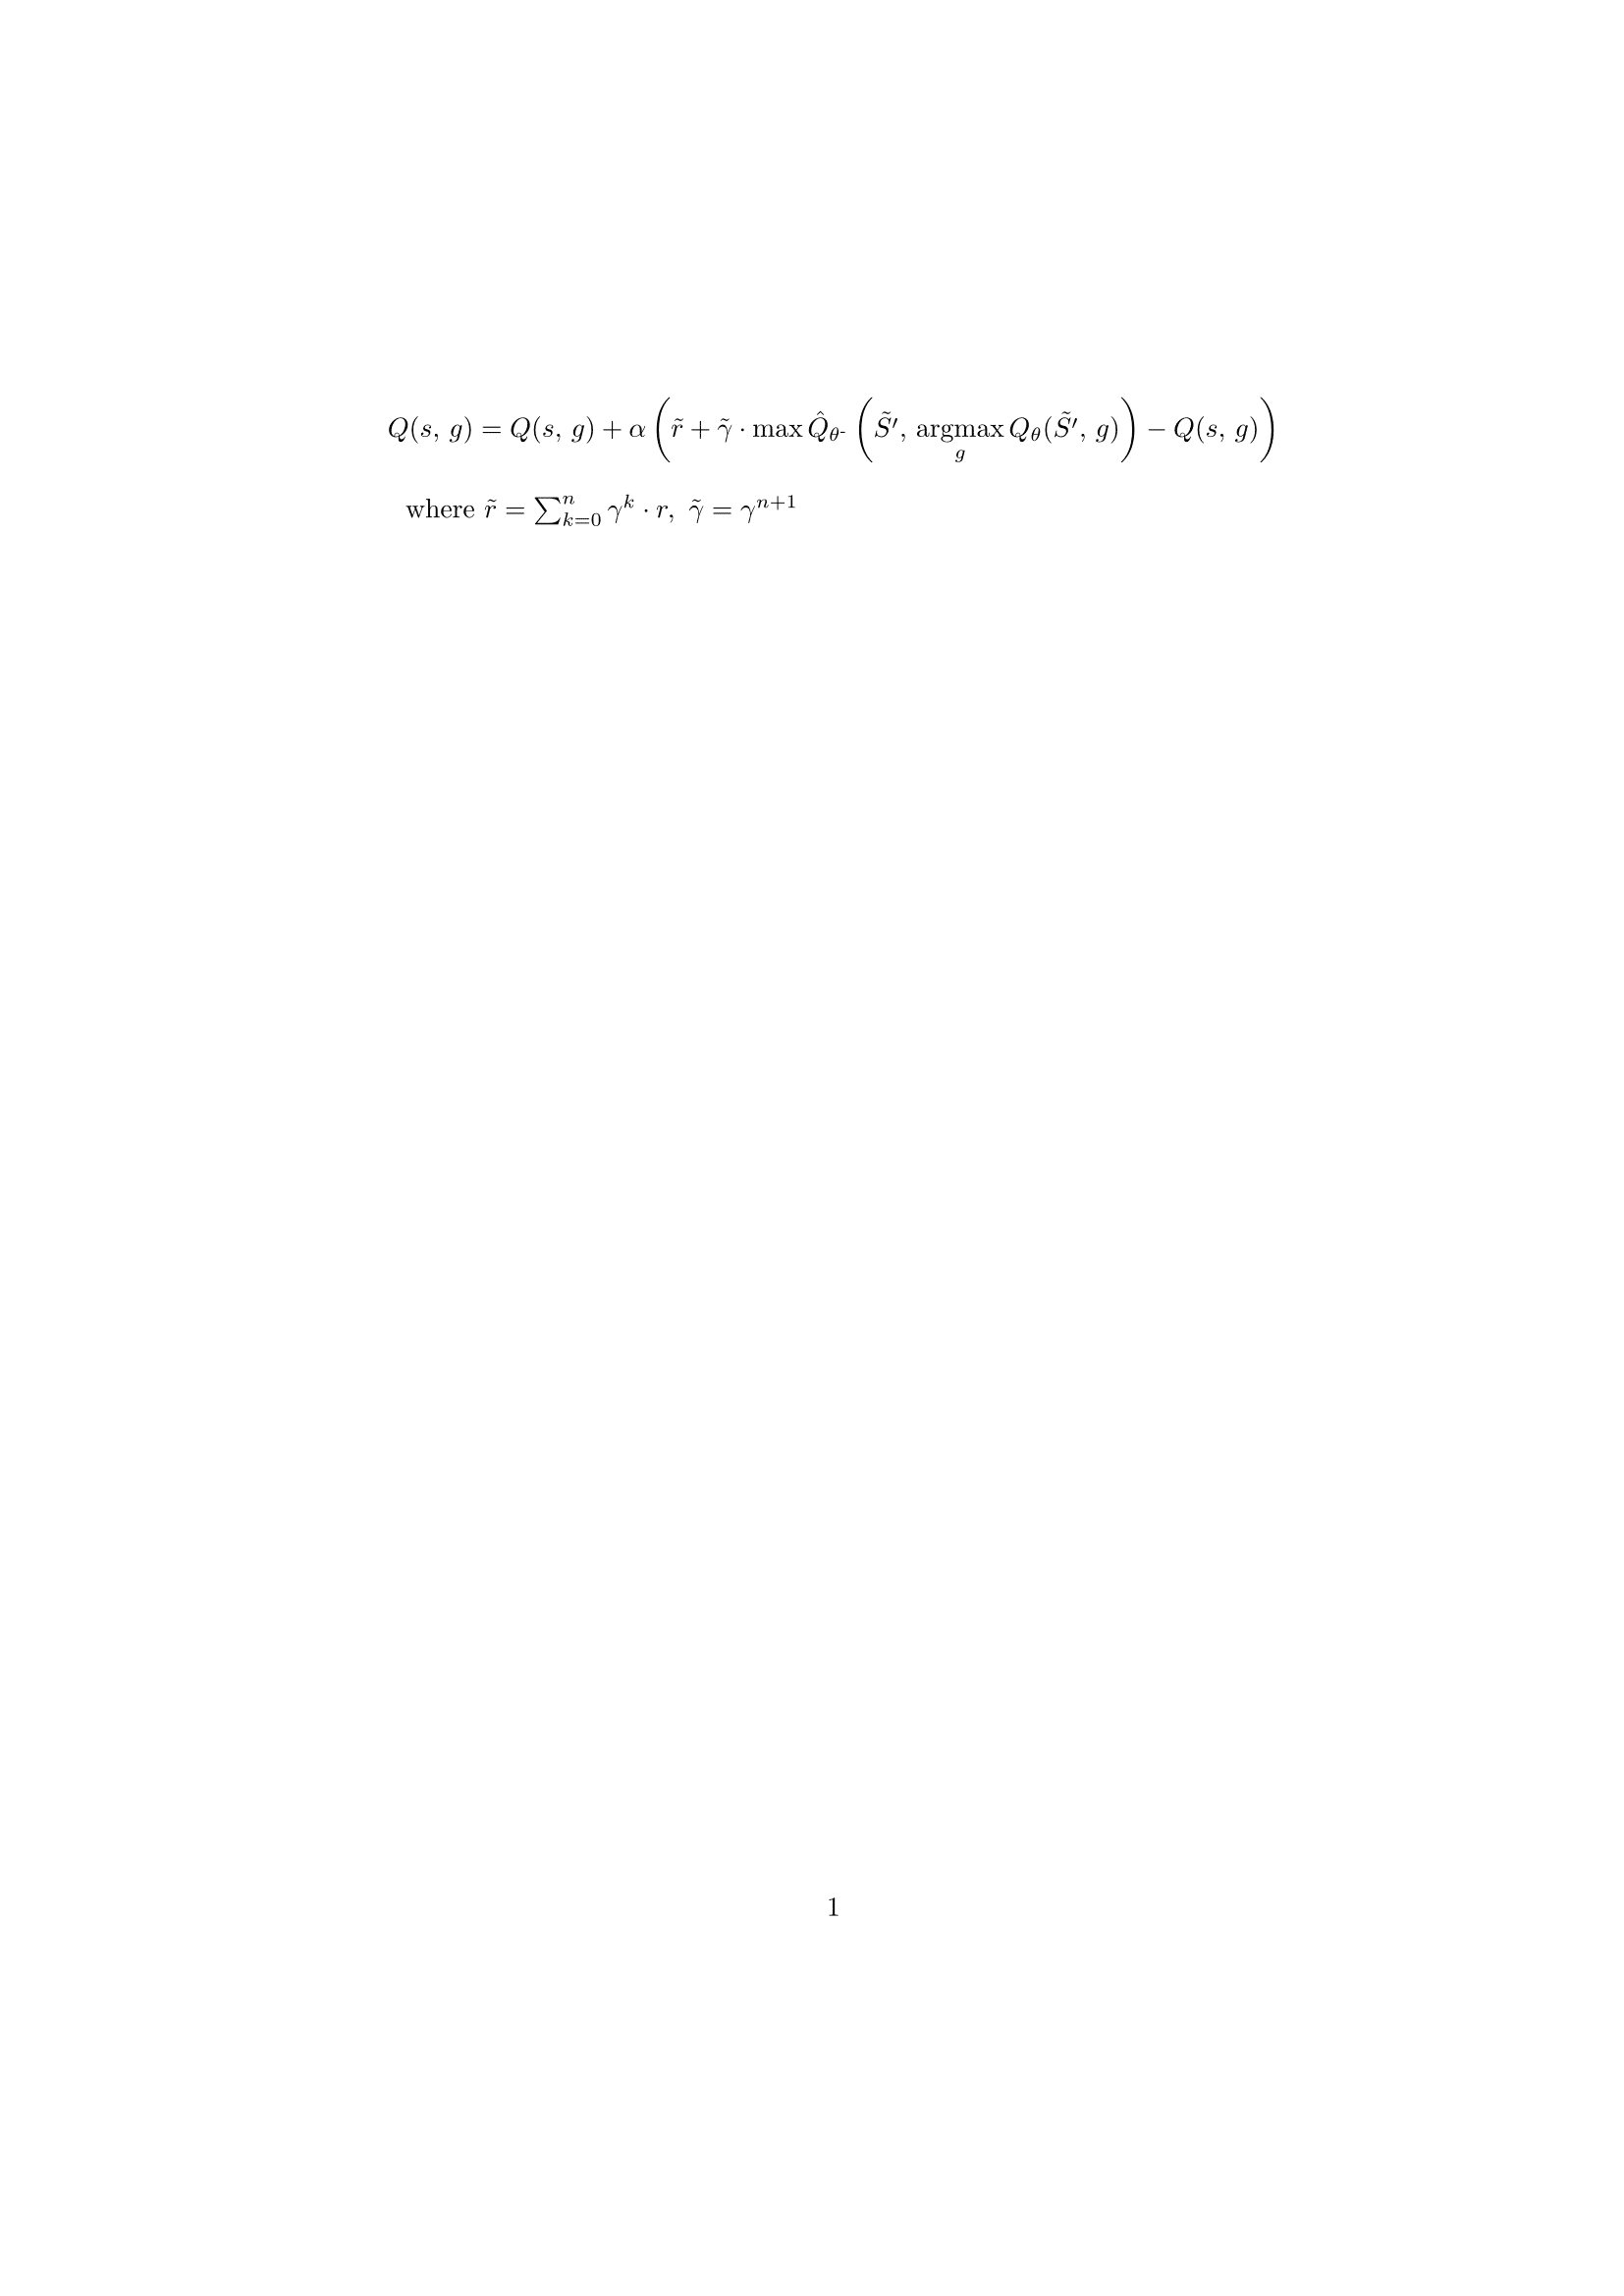 $Q(s, g) = Q(s, g) + \alpha \left( \tilde{r} + \tilde{\gamma} \cdot \max \hat{Q}_{\theta^{\text{-}}} \left( \tilde{S}', \underset{g}{\operatorname{argmax}} Q_{\theta}(\tilde{S}', g) \right) - Q(s, g) \right)$
where $\tilde{r} = \sum_{k=0}^{n} \gamma^k \cdot r, \ \tilde{\gamma} = \gamma^{n+1}$
1